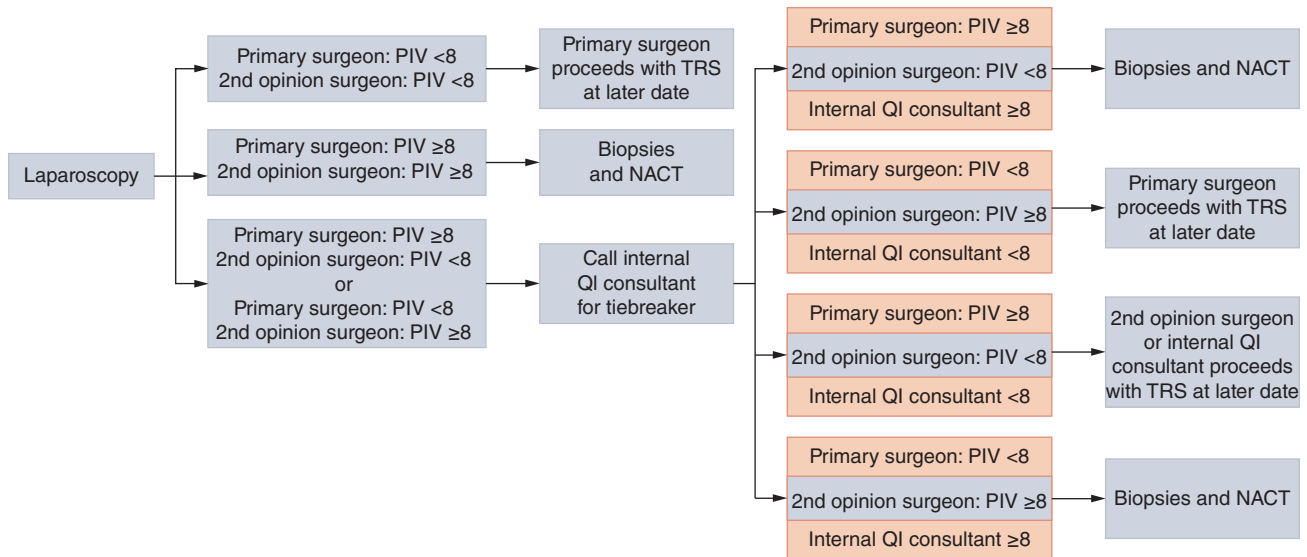 Laparoscopy
Primary surgeon: PIV <8
2nd opinion surgeon: PIV <8
Primary surgeon
proceeds with TRS
at later date
Primary surgeon: PIV ≥8
2nd opinion surgeon: PIV ≥8
Biopsies
and NACT
Primary surgeon: PIV ≥8
2nd opinion surgeon: PIV <8
or
Primary surgeon: PIV <8
2nd opinion surgeon: PIV ≥8
Call internal
QI consultant
for tiebreaker
Primary surgeon: PIV ≥8
2nd opinion surgeon: PIV <8
Internal QI consultant ≥8
Biopsies and NACT
Primary surgeon: PIV <8
2nd opinion surgeon: PIV ≥8
Internal QI consultant <8
Primary surgeon
proceeds with TRS
at later date
Primary surgeon: PIV ≥8
2nd opinion surgeon: PIV <8
Internal QI consultant <8
2nd opinion surgeon
or internal QI
consultant proceeds
with TRS at later date
Primary surgeon: PIV <8
2nd opinion surgeon: PIV ≥8
Internal QI consultant ≥8
Biopsies and NACT